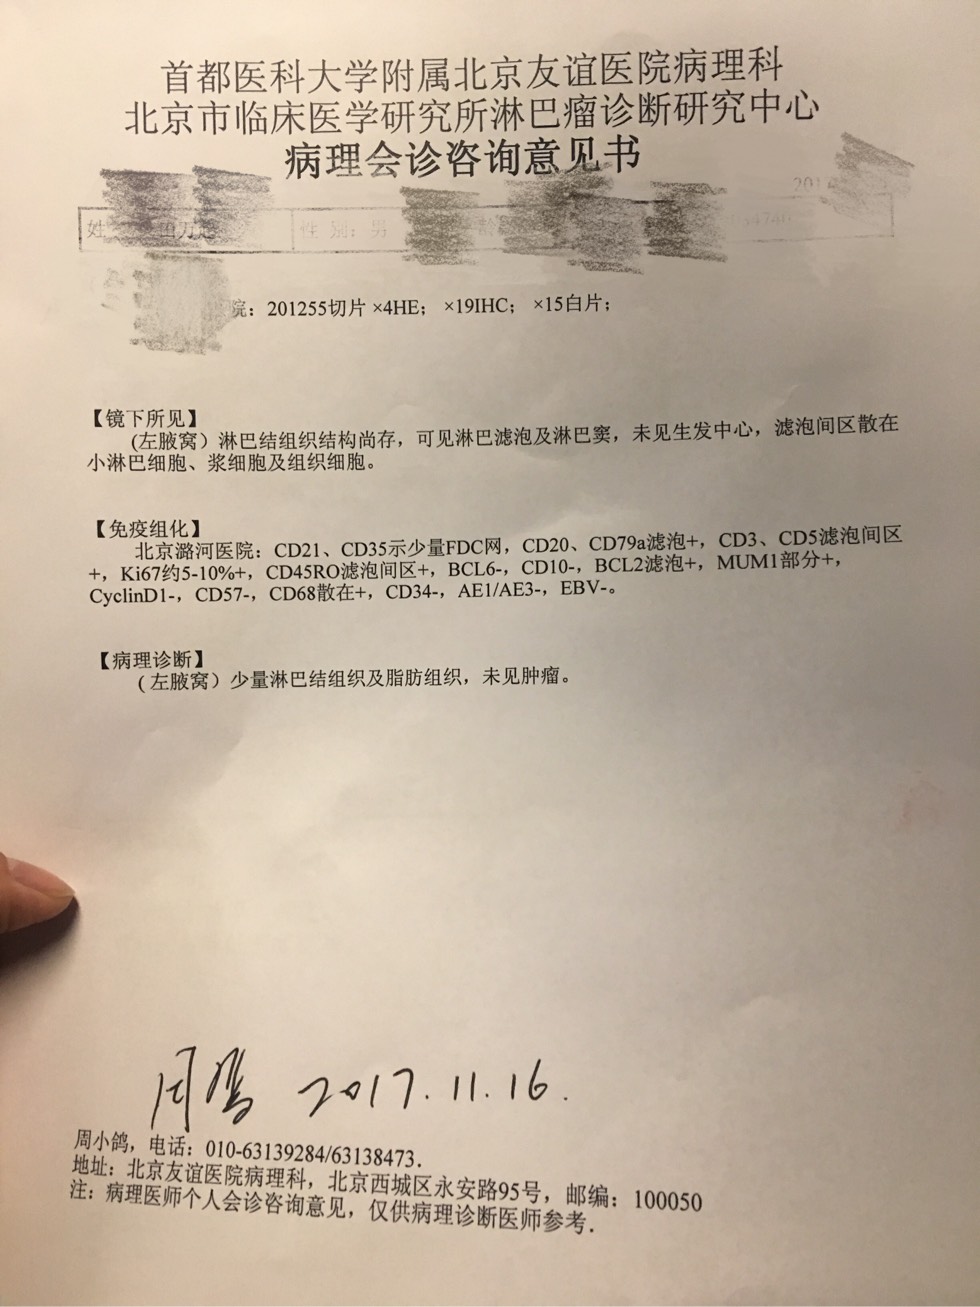 首都医科大学附属北京友谊医院病理科
北京市临床医学研究所淋巴瘤诊断研究中心
病理会诊咨询意见书
201
姓 性 别：男
院：201255切片 ×4HE； ×19IHC； ×15白片；
【镜下所见】
(左腋窝）淋巴结组织结构尚存，可见淋巴滤泡及淋巴窦，未见生发中心，滤泡间区散在
小淋巴细胞、浆细胞及组织细胞。
【免疫组化】
北京潞河医院：CD21、CD35示少量FDC网，CD20、CD79a滤泡+，CD3、CD5滤泡间区
+，Ki67约5-10%+，CD45RO滤泡间区+，BCL6-，CD10-，BCL2滤泡+，MUM1部分+，
CyclinD1-，CD57-，CD68散在+，CD34-，AE1/AE3-，EBV-。
【病理诊断】
(左腋窝）少量淋巴结组织及脂肪组织，未见肿瘤。
2017.11.16.
周小鸽，电话：010-63139284/63138473.
地址：北京友谊医院病理科，北京西城区永安路95号，邮编：100050
注：病理医师个人会诊咨询意见，仅供病理诊断医师参考.